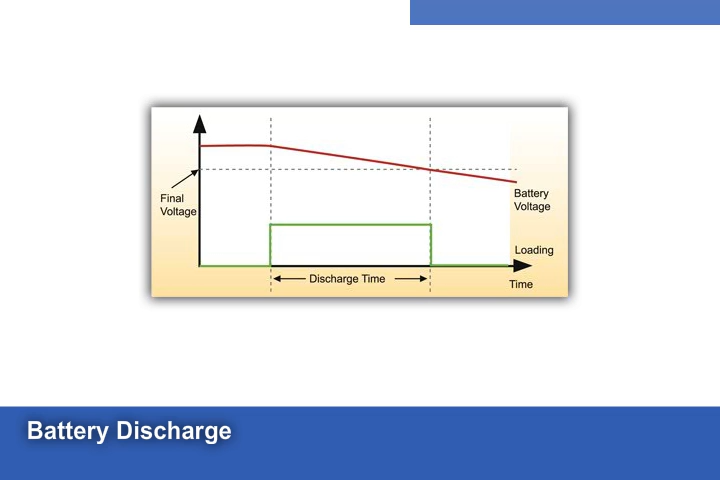 Final
Voltage
Battery
Voltage
Loading
Discharge Time
Time
Battery Discharge